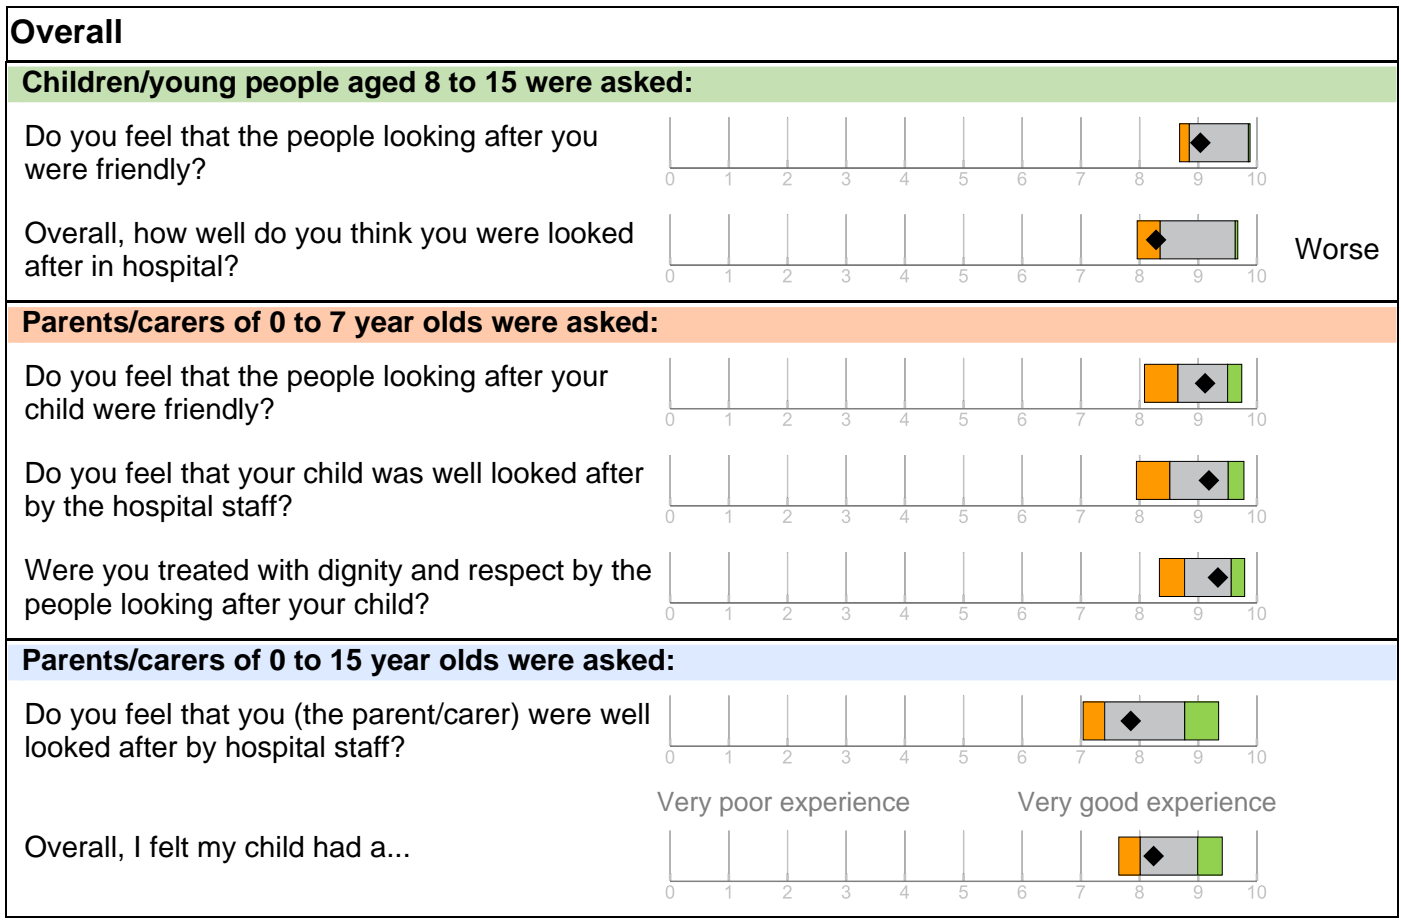 Overall
Children/young people aged 8 to 15 were asked:
Do you feel that the people looking after you
were friendly?
0 1 2 3 4 5 6 7 8 9 10
Overall, how well do you think you were looked
after in hospital?
Worse
0 1 2 3 4 5 6 7 8 9 10
Parents/carers of 0 to 7 year olds were asked:
Do you feel that the people looking after your
child were friendly?
0 1 2 3 4 5 6 7 8 9 10
Do you feel that your child was well looked after
by the hospital staff?
0 1 2 3 4 5 6 7 8 9 10
Were you treated with dignity and respect by the
people looking after your child?
0 1 2 3 4 5 6 7 8 9 10
Parents/carers of 0 to 15 year olds were asked:
Do you feel that you (the parent/carer) were well
looked after by hospital staff?
0 1 2 3 4 5 6 7 8 9 10
Very poor experience Very good experience
Overall, I felt my child had a...
0 1 2 3 4 5 6 7 8 9 10